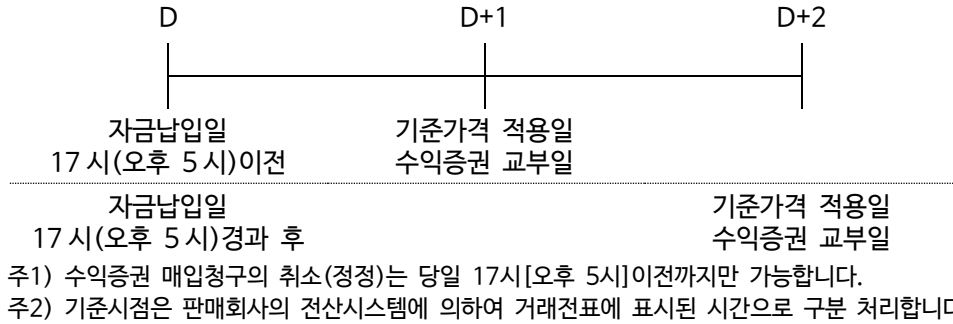 D D+1 D+2
자금납입일 기준가격 적용일
17시(오후 5시)이전 수익증권 교부일
자금납입일 기준가격 적용일
17시(오후 5시)경과 후 수익증권 교부일
주1) 수익증권 매입청구의 취소(정정)는 당일 17시[오후 5시]이전까지만 가능합니다.
주2) 기준시점은 판매회사의 전산시스템에 의하여 거래전표에 표시된 시간으로 구분 처리합니다